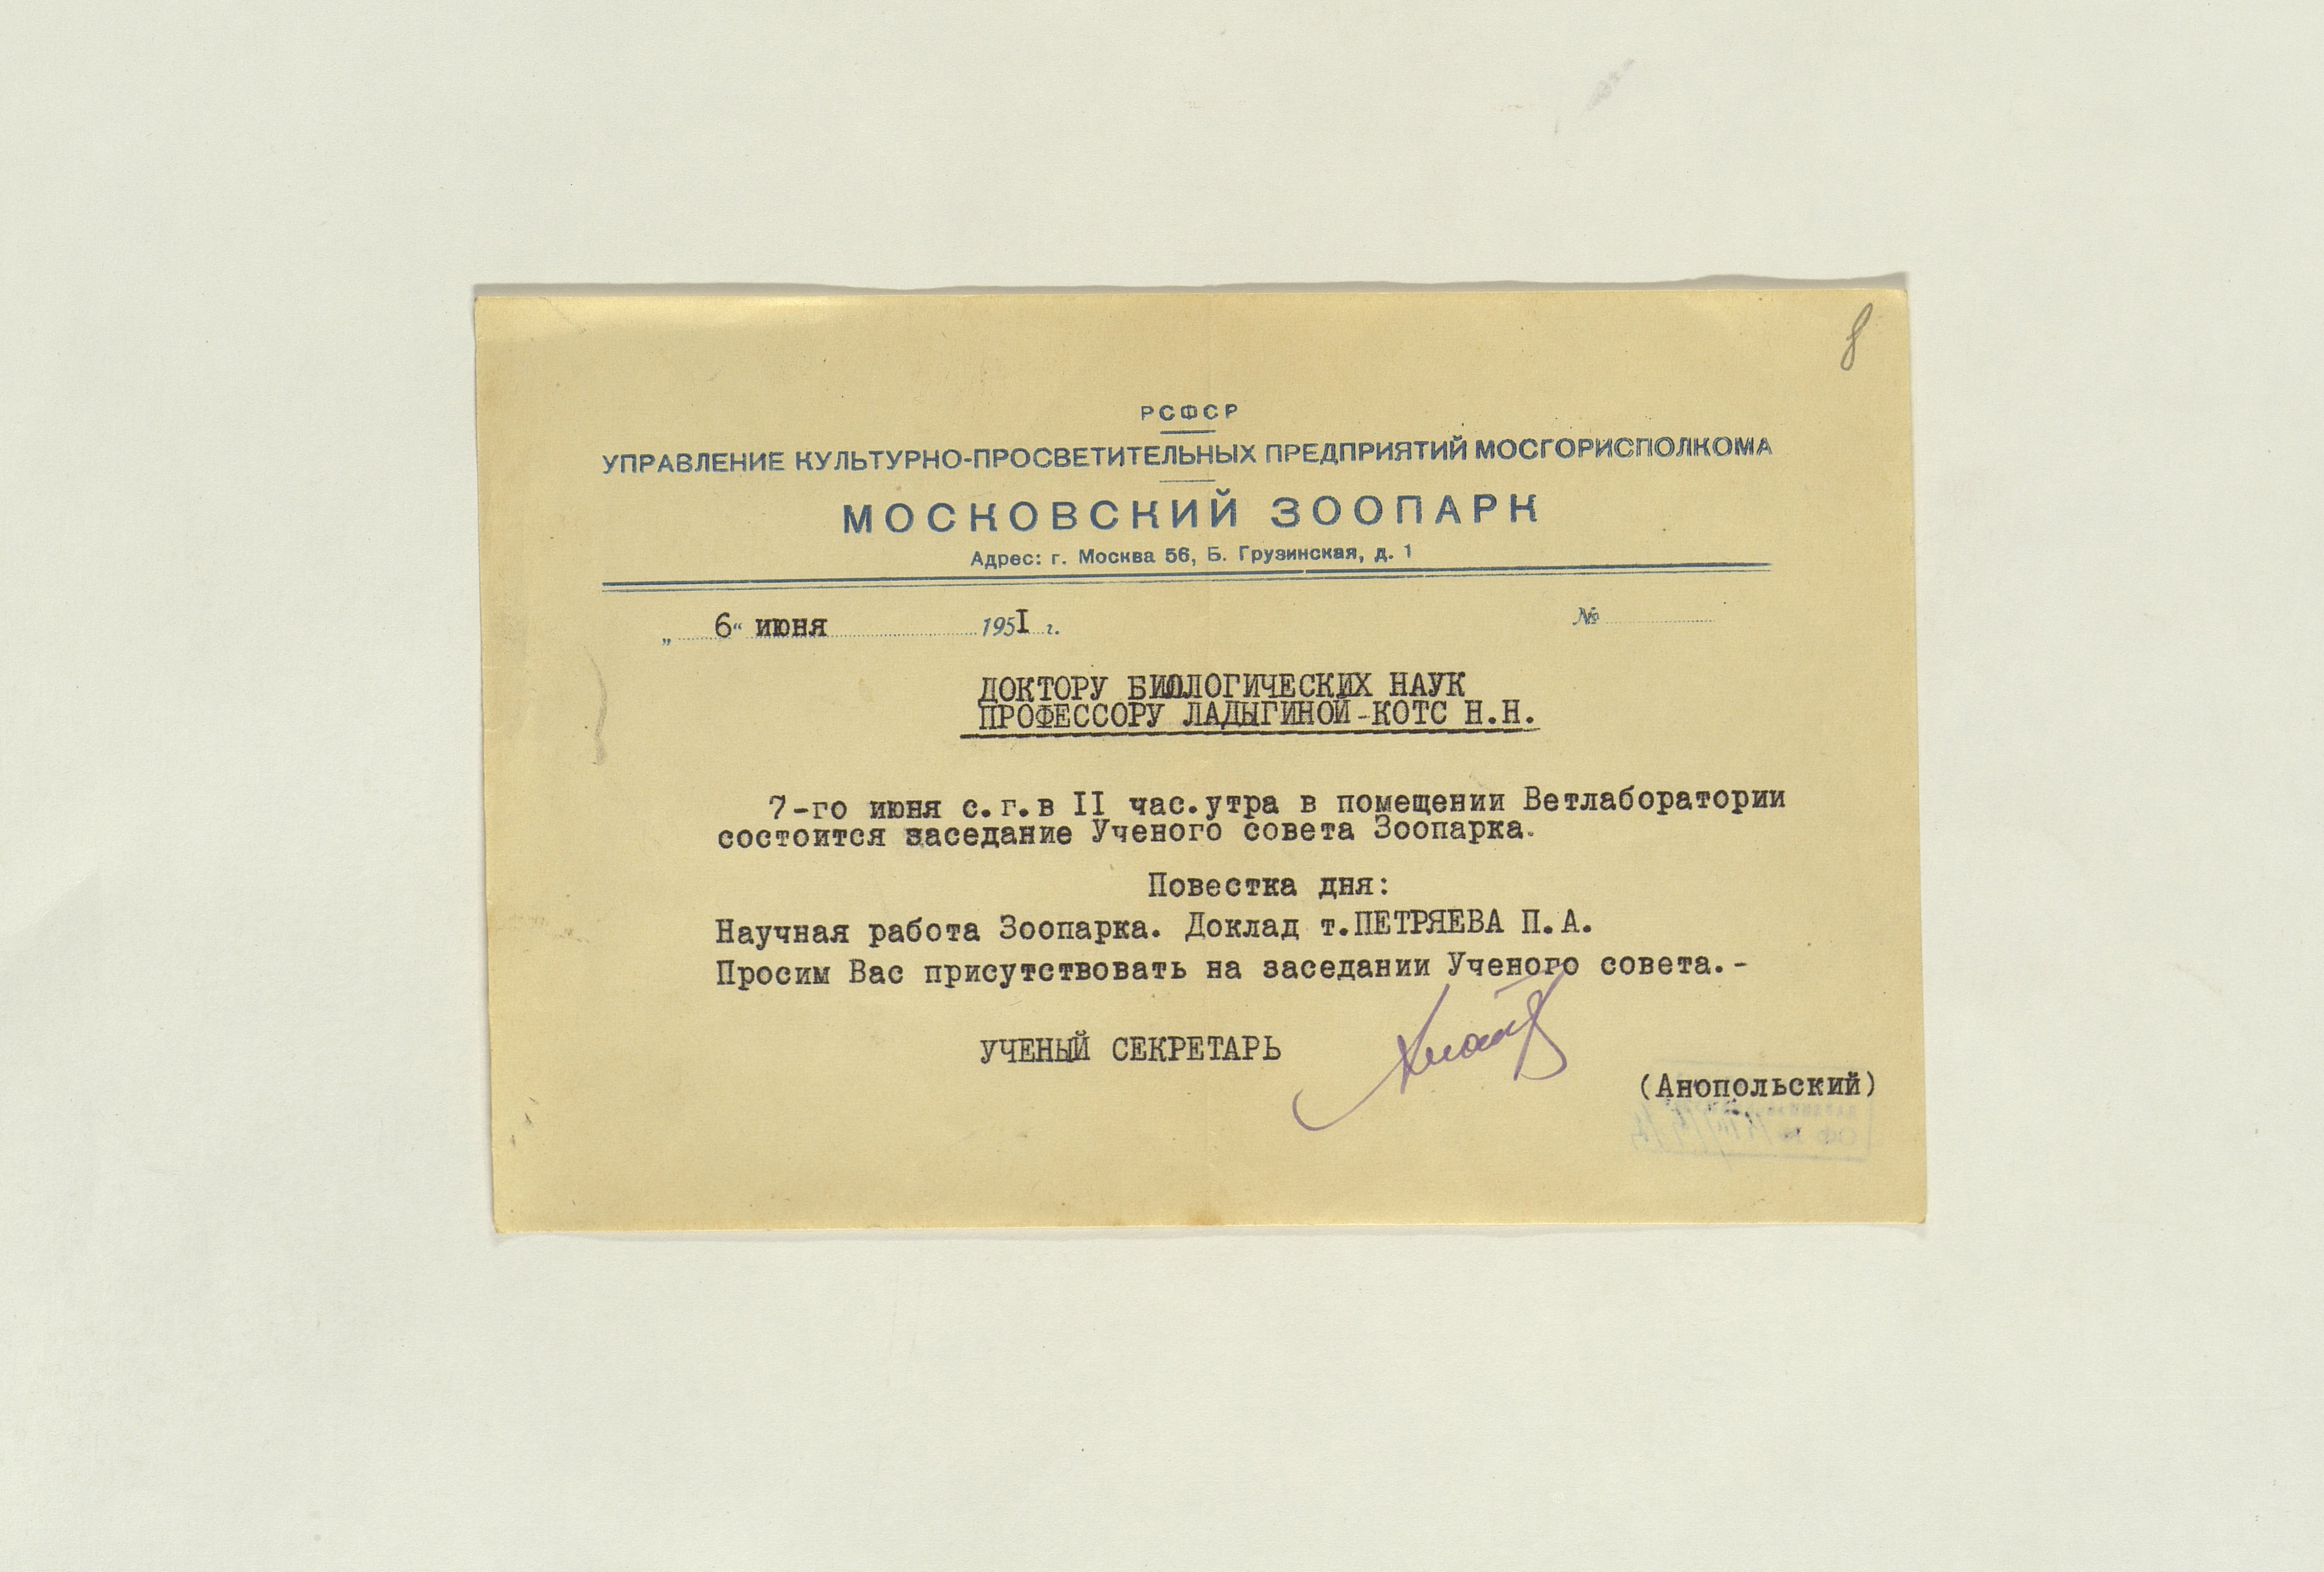 8
РСФСР
УПРАВЛЕНИЕ КУЛЬТУРНО-ПРОСВЕТИТЕЛЬНЫХ ПРЕДПРИЯТИЙ МОСГОРИСПОЛКОМА
МОСКОВСКИЙ ЗООПАРК
Адрес: г. Москва 56, Б. Грузинская, д. 1
„ 6 “ июня 195I г. №
ДОКТОРУ БИОЛОГИЧЕСКИХ НАУК
ПРОФЕССОРУ ЛАДЫГИНОЙ-КОТС Н.Н.
7-го июня с.г.в II час.утра в помещении Ветлаборатории
состоится заседание Ученого совета Зоопарка.
Повестка дня:
Научная работа Зоопарка. Доклад т.ПЕТРЯЕВА П.А.
Просим Вас присутствовать на заседании Ученого совета.-
УЧЕНЫЙ СЕКРЕТАРЬ
(Анопольский)